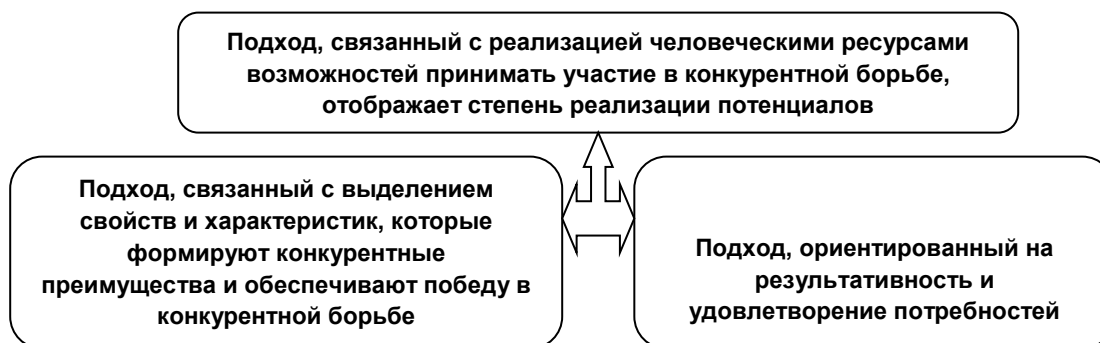 Подход, связанный с реализацией человеческими ресурсами
возможностей принимать участие в конкурентной борьбе,
отображает степень реализации потенциалов
Подход, связанный с выделением
свойств и характеристик, которые
формируют конкурентные
преимущества и обеспечивают победу в
конкурентной борьбе
Подход, ориентированный на
результативность и
удовлетворение потребностей